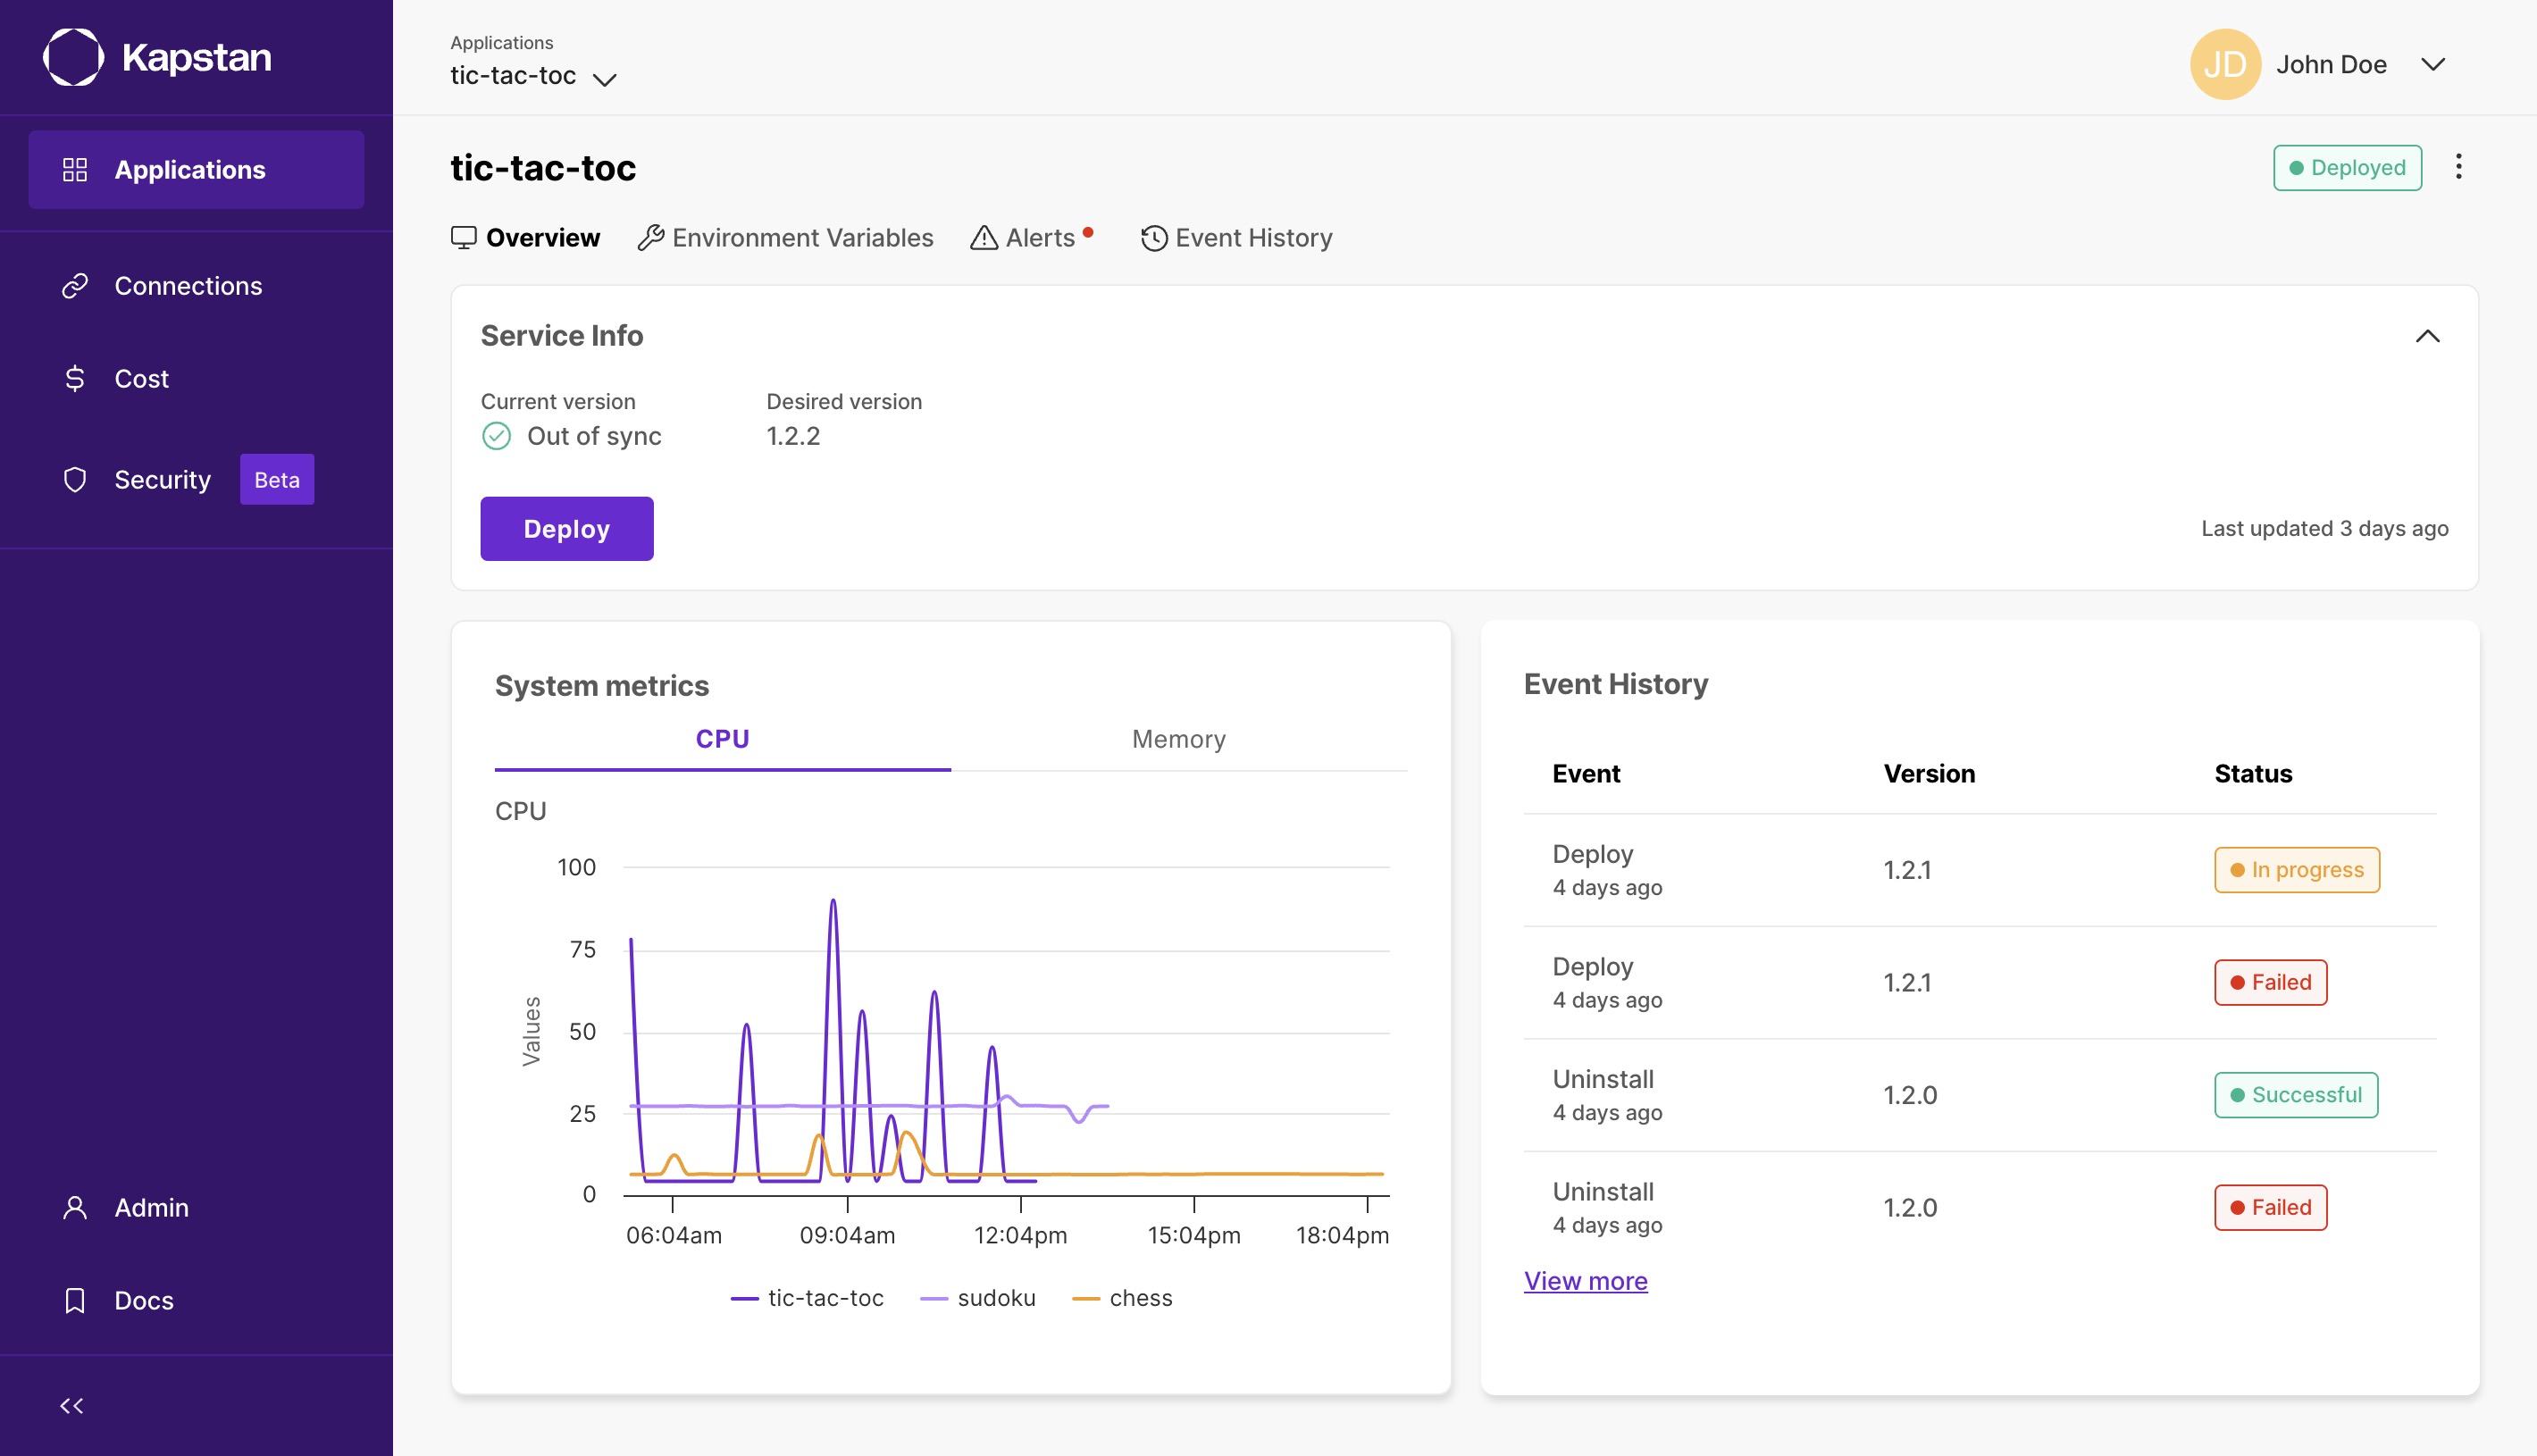 Kapstan
Applications
Connections
Cost
Security Beta
Admin
Docs
Applications
tic-tac-toc
JD John Doe
tic-tac-toc
Deployed
Overview Environment Variables Alerts Event History
Service Info
Current version Desired version
Out of sync 1.2.2
Deploy Last updated 3 days ago
System metrics
CPU Memory
CPU
100
75
50
25
0
Values
06:04am 09:04am 12:04pm 15:04pm 18:04pm
tic-tac-toc sudoku chess
Event History
Event Version Status
Deploy
4 days ago
1.2.1
In progress
Deploy
4 days ago
1.2.1
Failed
Uninstall
4 days ago
1.2.0
Successful
Uninstall
4 days ago
1.2.0
Failed
View more